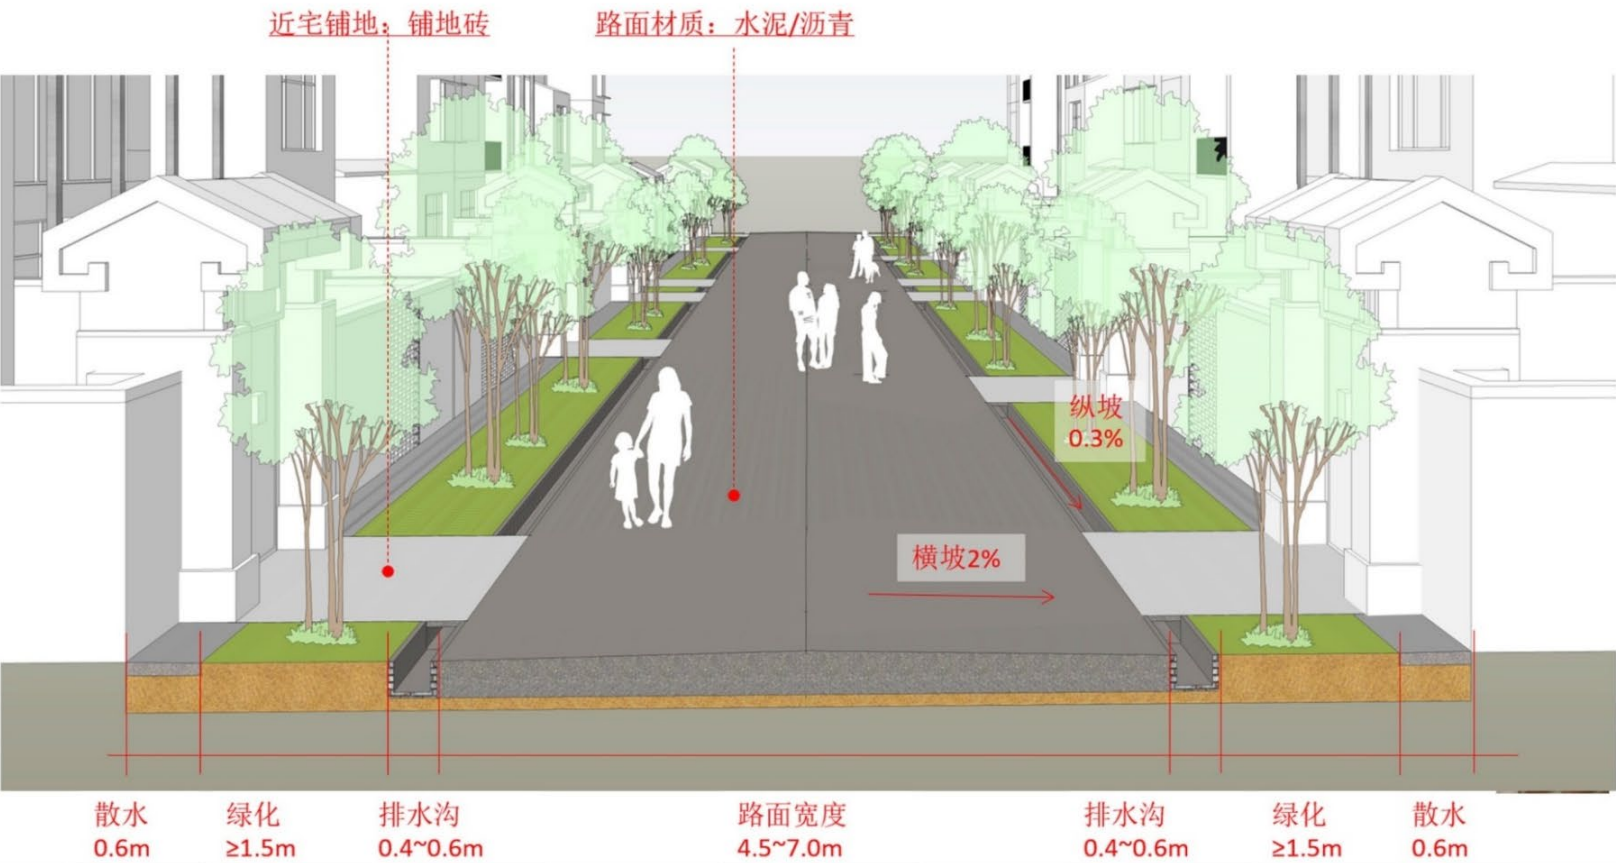 近宅铺地：铺地砖
路面材质：水泥/沥青
纵坡
0.3%
横坡2%
散水
0.6m
绿化
≥1.5m
排水沟
0.4~0.6m
路面宽度
4.5~7.0m
排水沟
0.4~0.6m
绿化
≥1.5m
散水
0.6m